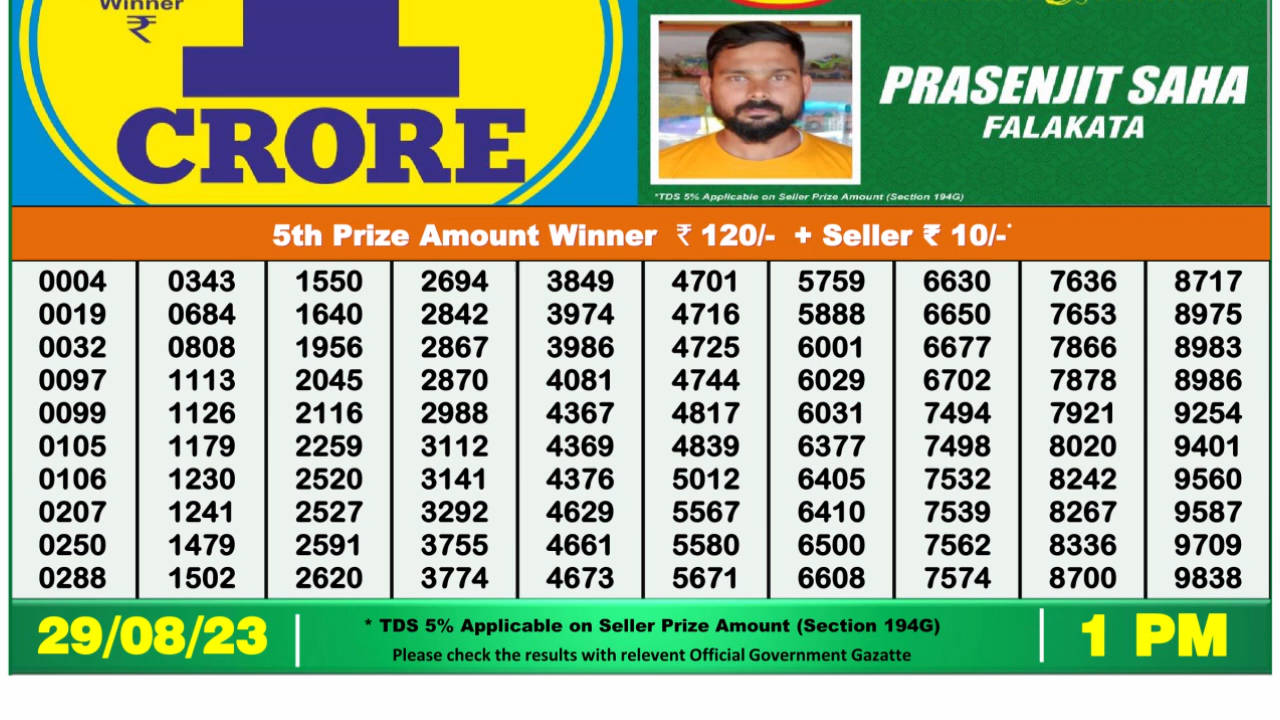 Winner
₹
1
CRORE
PRASENJIT SAHA
FALAKATA
*TDS 5% Applicable on Seller Prize Amount (Section 194G)
5th Prize Amount Winner ₹ 120/- + Seller ₹ 10/-*
0004 0343 1550 2694 3849 4701 5759 6630 7636 8717
0019 0684 1640 2842 3974 4716 5888 6650 7653 8975
0032 0808 1956 2867 3986 4725 6001 6677 7866 8983
0097 1113 2045 2870 4081 4744 6029 6702 7878 8986
0099 1126 2116 2988 4367 4817 6031 7494 7921 9254
0105 1179 2259 3112 4369 4839 6377 7498 8020 9401
0106 1230 2520 3141 4376 5012 6405 7532 8242 9560
0207 1241 2527 3292 4629 5567 6410 7539 8267 9587
0250 1479 2591 3755 4661 5580 6500 7562 8336 9709
0288 1502 2620 3774 4673 5671 6608 7574 8700 9838
29/08/23
* TDS 5% Applicable on Seller Prize Amount (Section 194G)
Please check the results with relevent Official Government Gazatte
1 PM